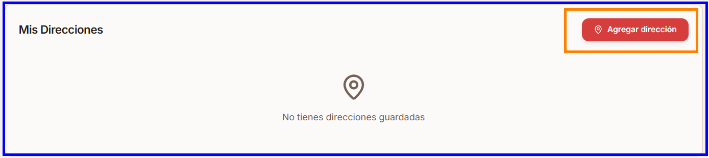 Mis Direcciones
Agregar dirección
No tienes direcciones guardadas